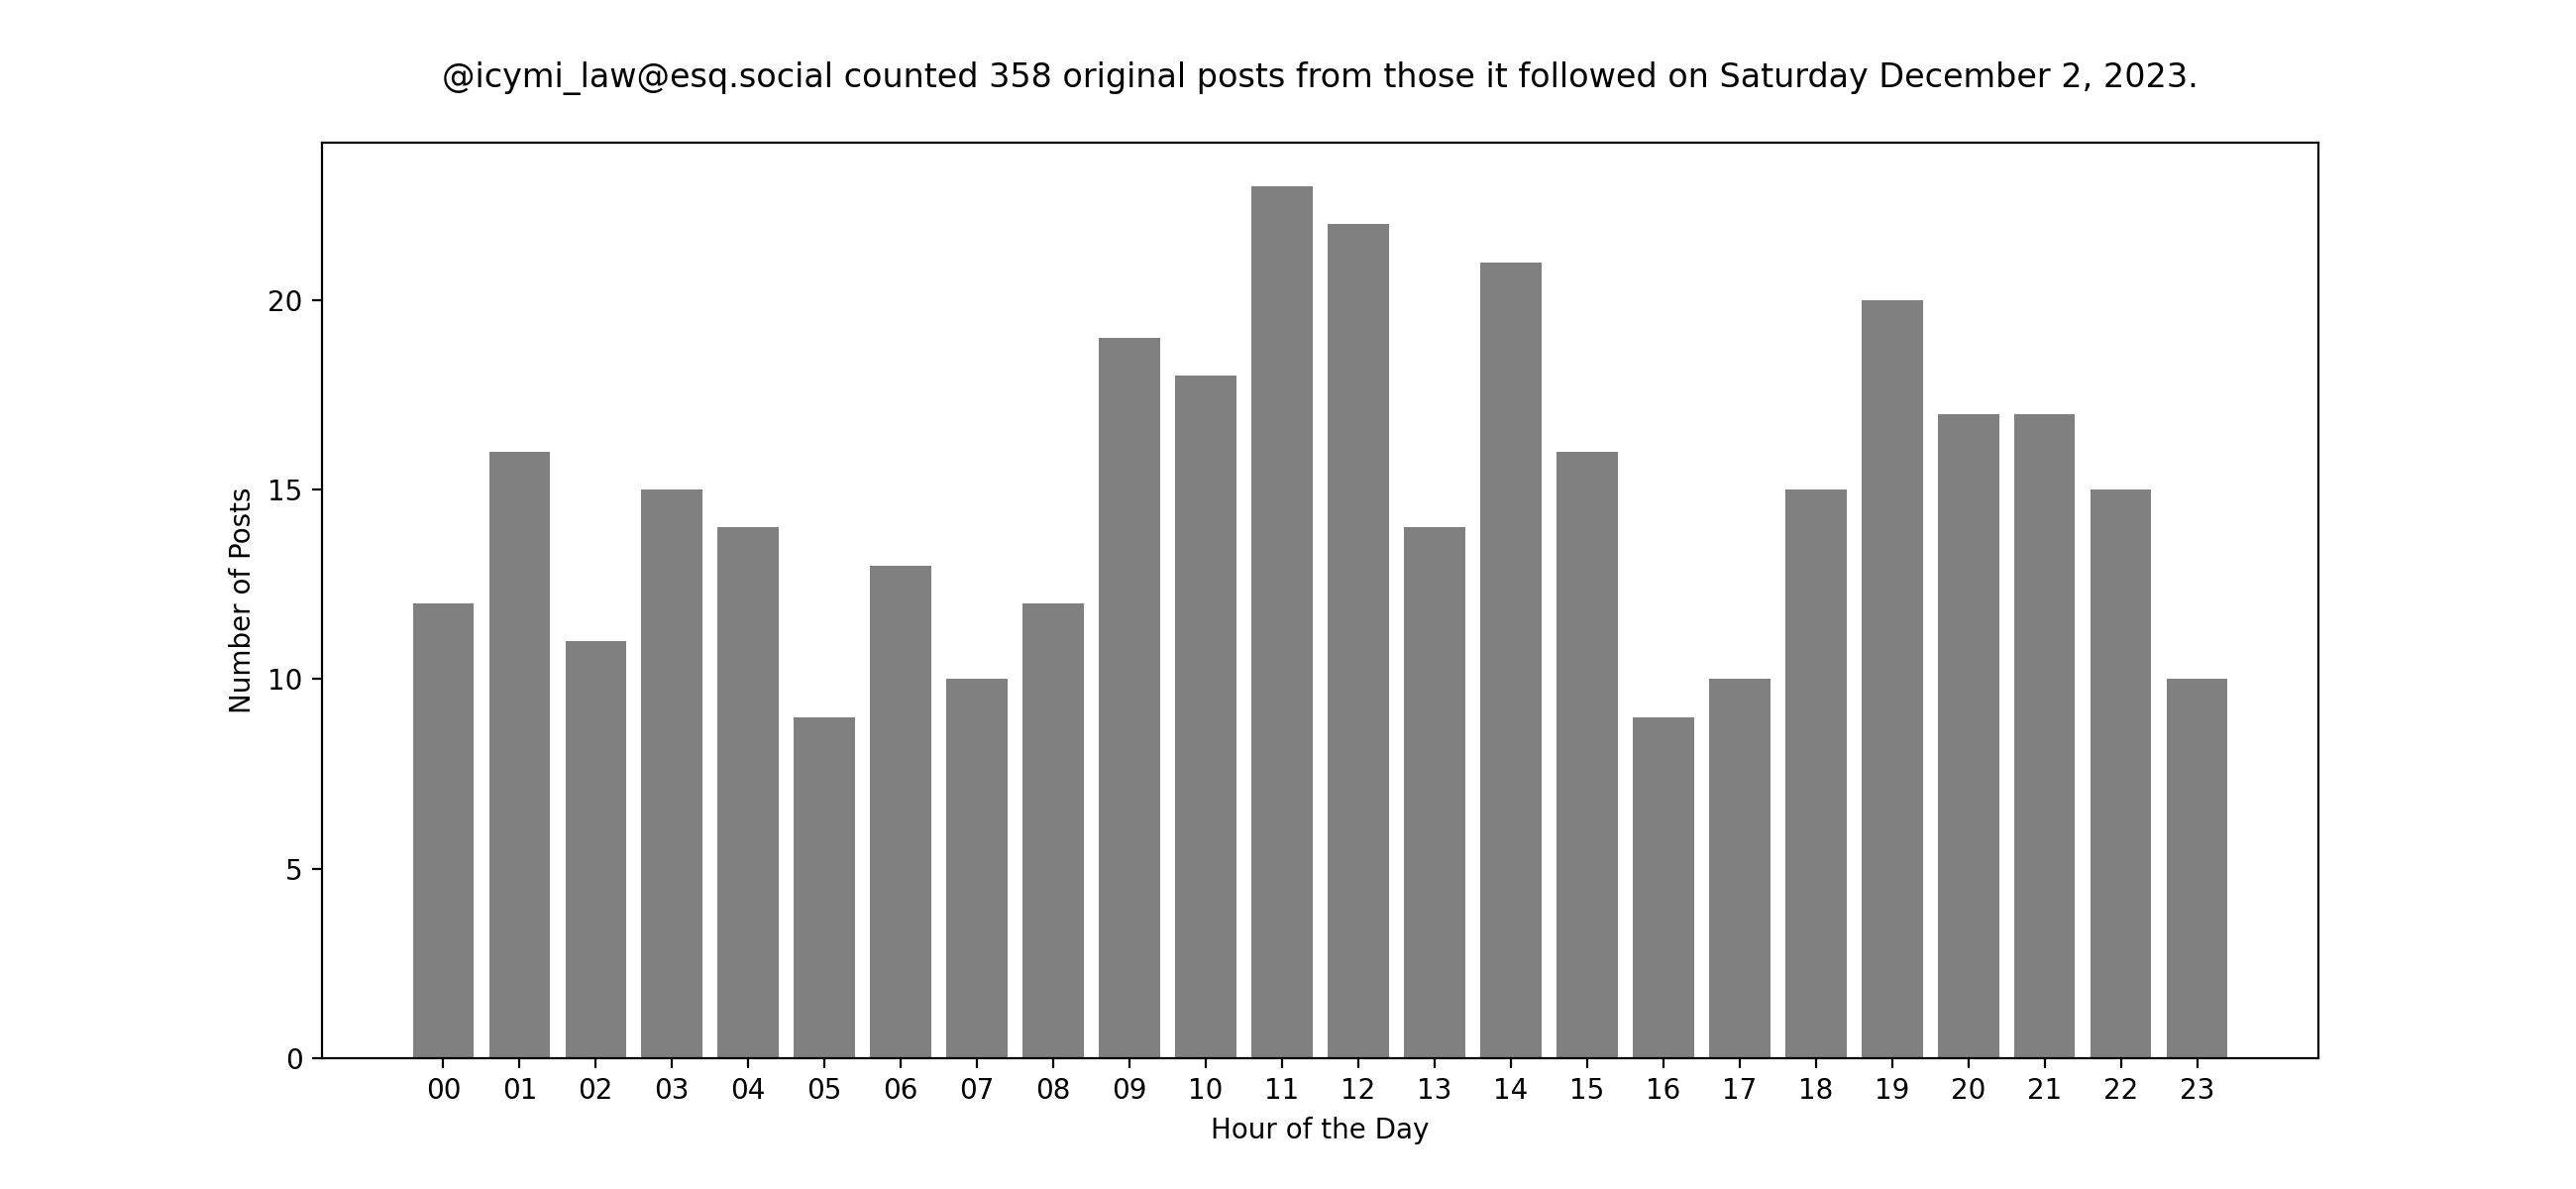 @icymi_law@esq.social counted 358 original posts from those it followed on Saturday December 2, 2023.
Number of Posts
20
15
10
5
0
00 01 02 03 04 05 06 07 08 09 10 11 12 13 14 15 16 17 18 19 20 21 22 23
Hour of the Day